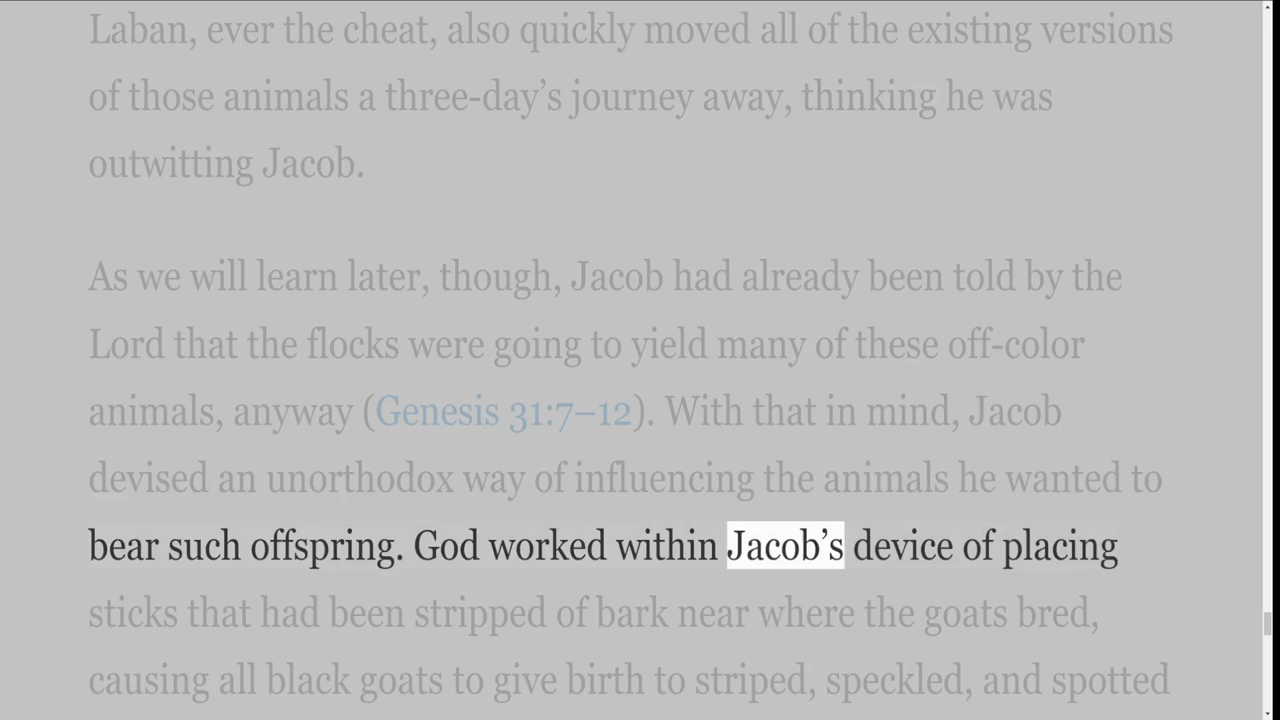 Laban, ever the cheat, also quickly moved all of the existing versions
of those animals a three-day’s journey away, thinking he was
outwitting Jacob.
As we will learn later, though, Jacob had already been told by the
Lord that the flocks were going to yield many of these off-color
animals, anyway (Genesis 31:7–12). With that in mind, Jacob
devised an unorthodox way of influencing the animals he wanted to
bear such offspring. God worked within Jacob’s device of placing
sticks that had been stripped of bark near where the goats bred,
causing all black goats to give birth to striped, speckled, and spotted